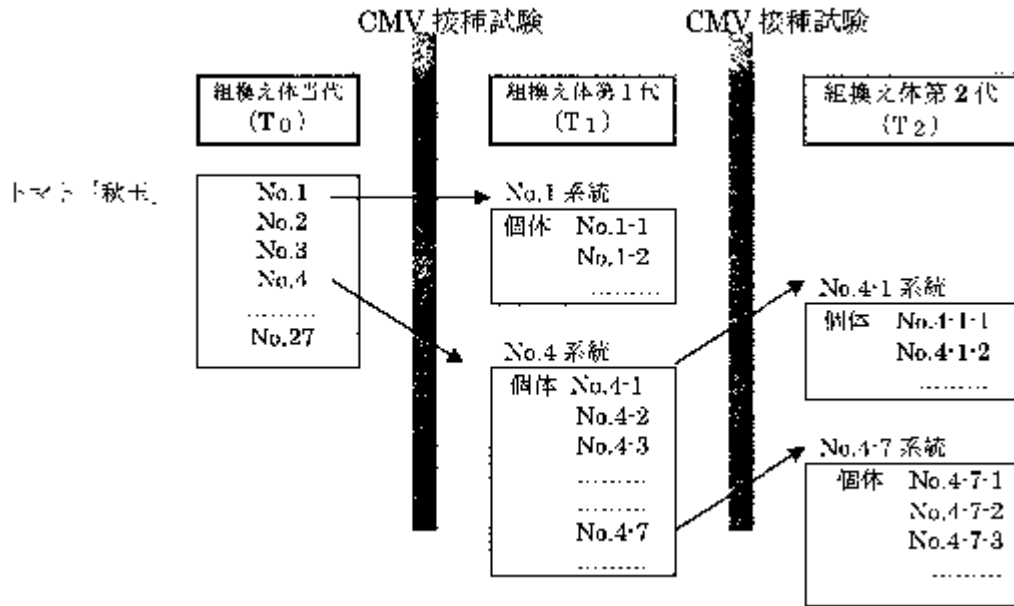 CMV 接種試験
CMV 接種試験
組換え体当代
(T0)
組換え体第1代
(T1)
組換え体第2代
(T2)
トマト「秋玉」
No.1
No.2
No.3
No.4
………
No.27
No.1 系統
個体 No.1-1
No.1-2
………
No.4 系統
個体 No.4-1
No.4-2
No.4-3
………
………
No.4-7
………
No.4-1 系統
個体 No.4-1-1
No.4-1-2
………
No.4-7 系統
個体 No.4-7-1
No.4-7-2
No.4-7-3
………